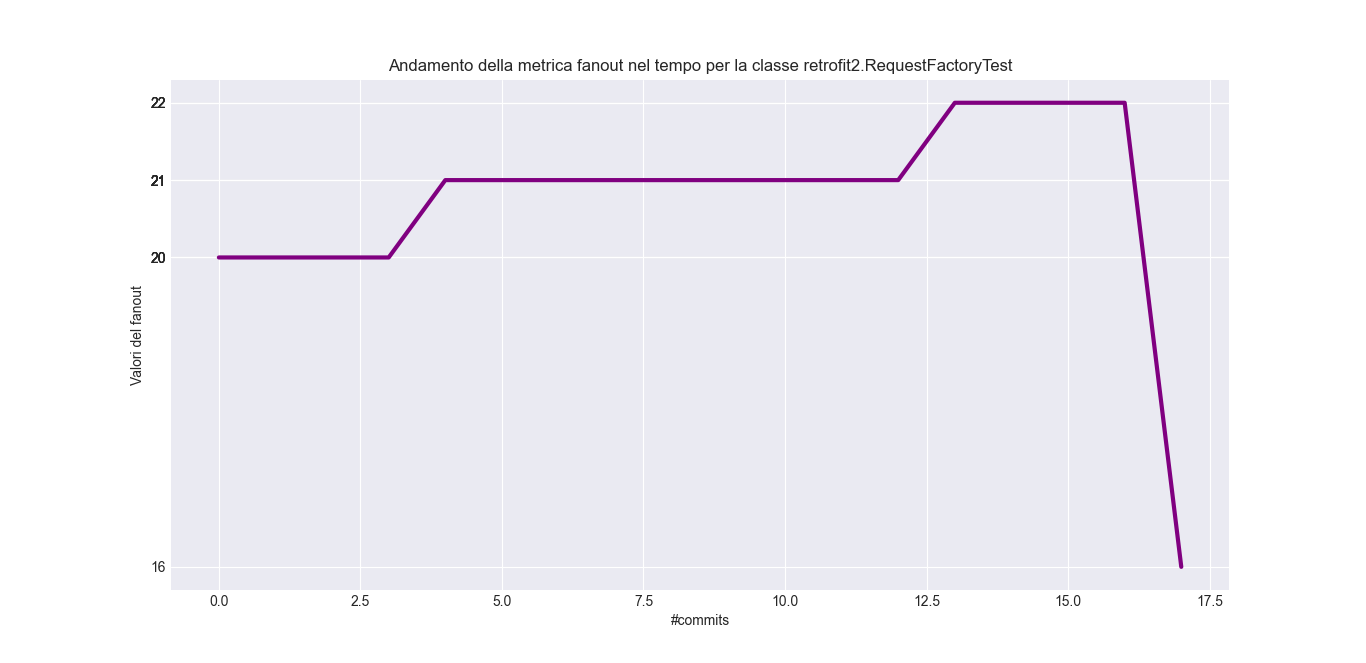 Andamento della metrica fanout nel tempo per la classe retrofit2.RequestFactoryTest
22
21
20
16
Valori del fanout
0.0 2.5 5.0 7.5 10.0 12.5 15.0 17.5
#commits